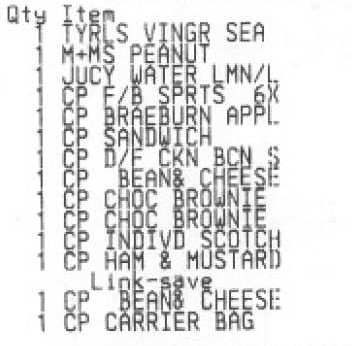 Qty Item
1 TYRLS VINGR SEA
1 M+MS PEANUT
1 JUCY WATER LMN/L
1 CP F/B SPRTS 6X
1 CP BRAEBURN APPL
1 CP SANDWICH
1 CP D/F CKN BCN S
1 CP BEAN& CHEESE
1 CP CHOC BROWNIE
1 CP CHOC BROWNIE
1 CP INDIVD SCOTCH
1 CP HAM & MUSTARD
Link-save
1 CP BEAN& CHEESE
1 CP CARRIER BAG